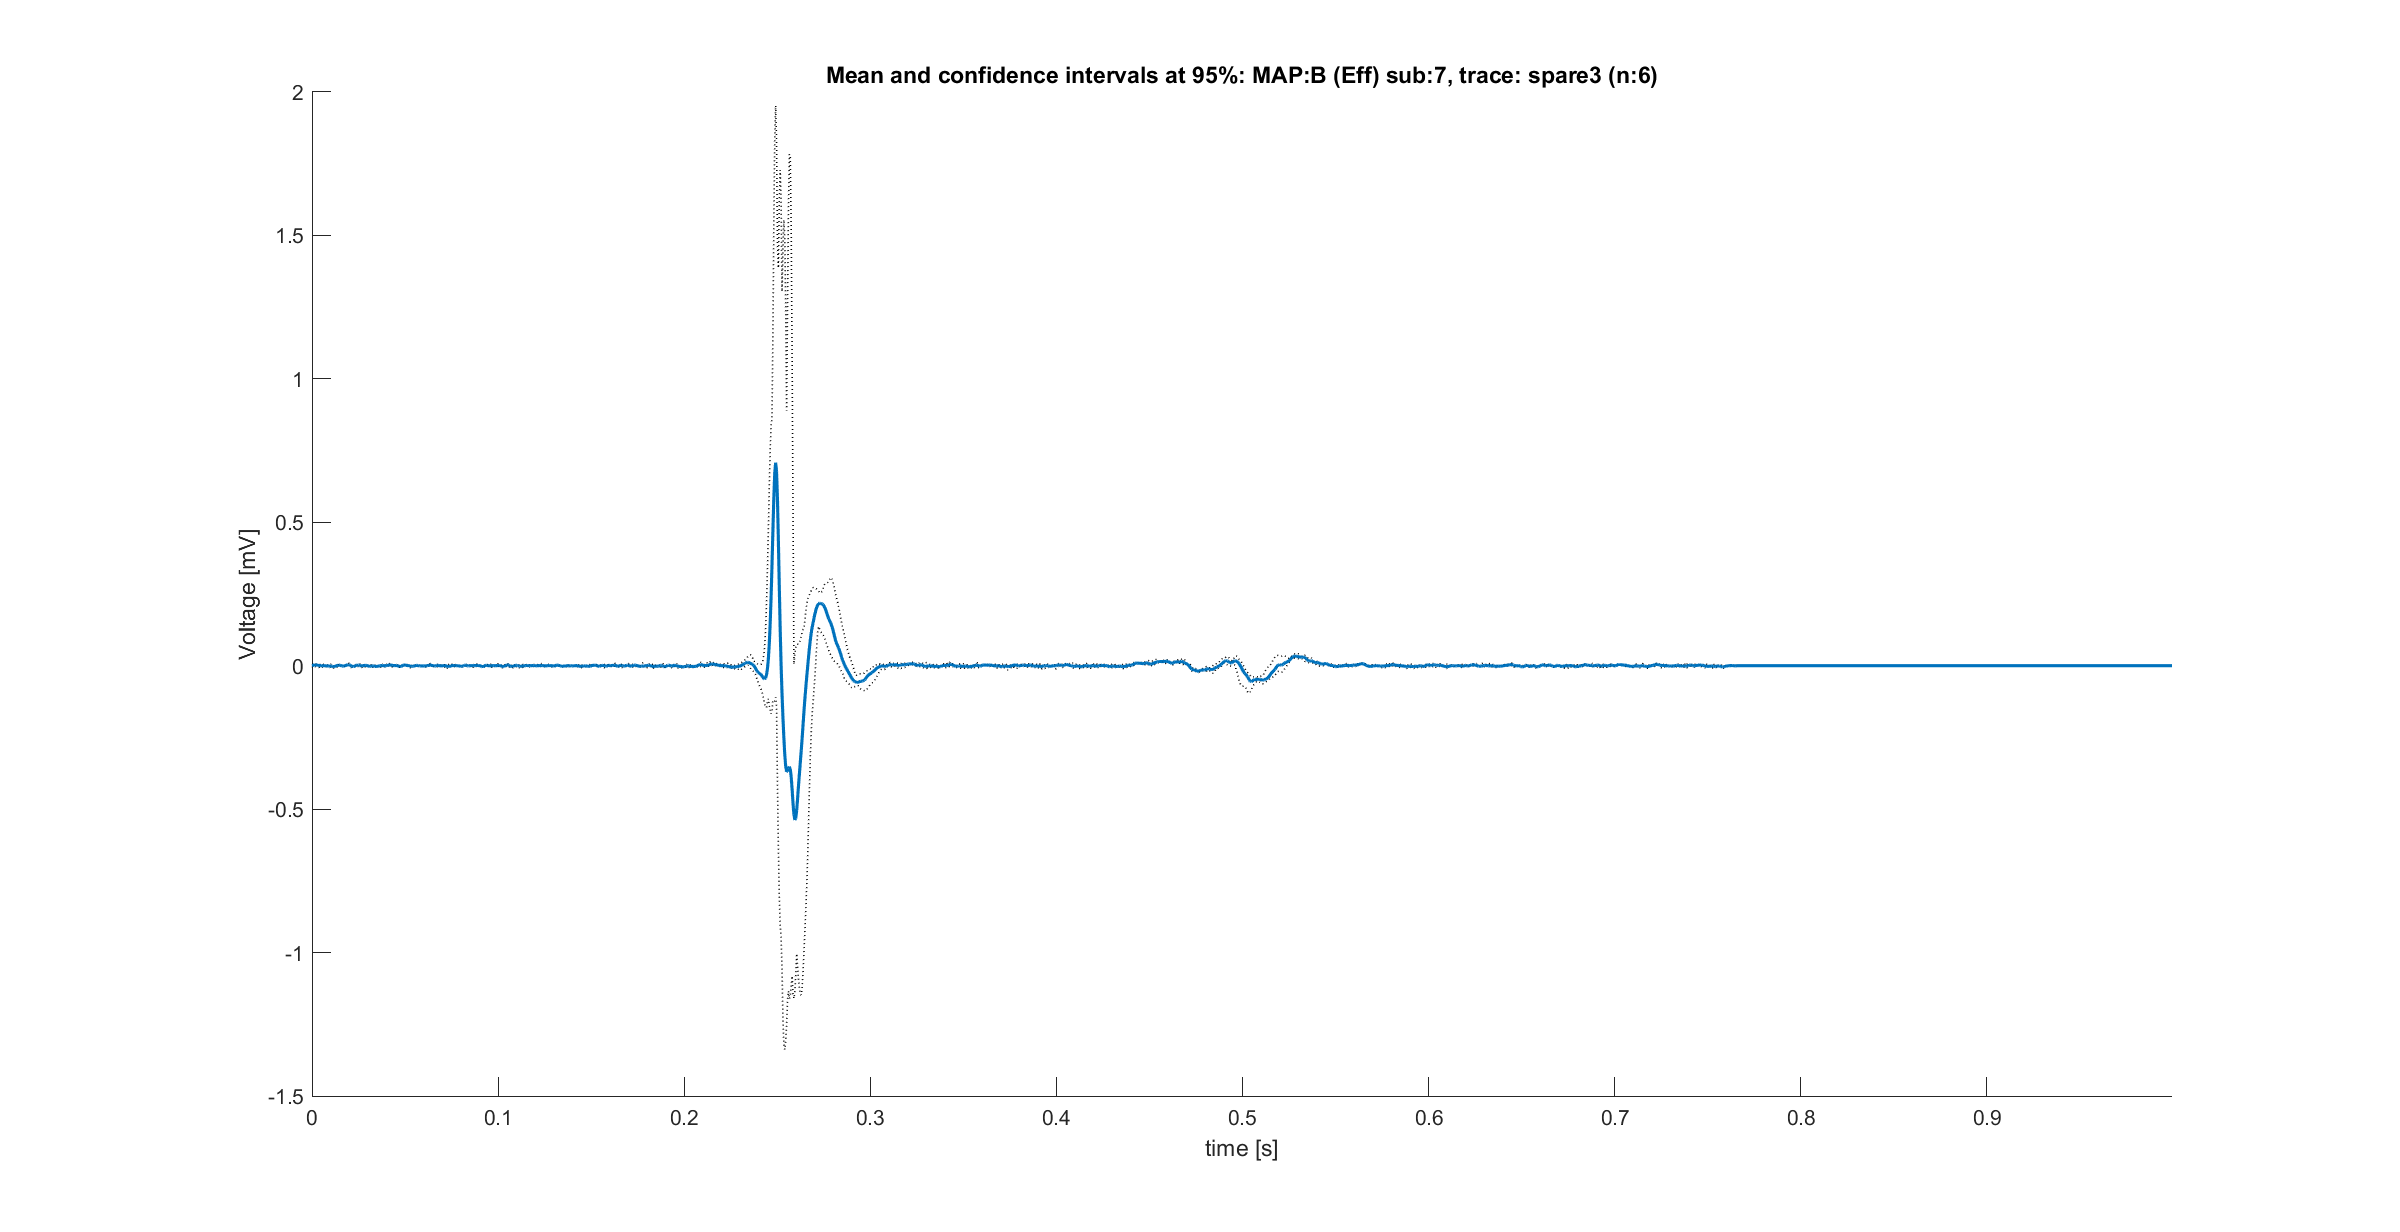 Mean and confidence intervals at 95%: MAP:B (Eff) sub:7, trace: spare3 (n:6)
2
1.5
1
0.5
0
-0.5
-1
-1.5
Voltage [mV]
0 0.1 0.2 0.3 0.4 0.5 0.6 0.7 0.8 0.9
time [s]